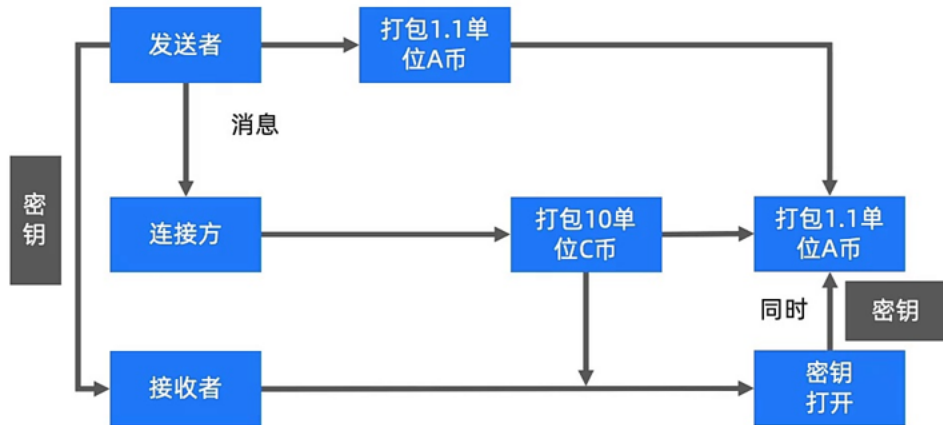 发送者
打包1.1单
位A币
消息
密
钥
连接方
打包10单
位C币
打包1.1单
位A币
同时
密钥
接收者
密钥
打开